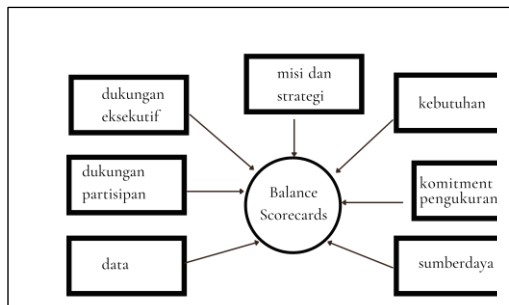 misi dan
strategi
dukungan
eksekutif
kebutuhan
dukungan
partisipan
Balance
Scorecards
komitment
pengukuran
data
sumberdaya